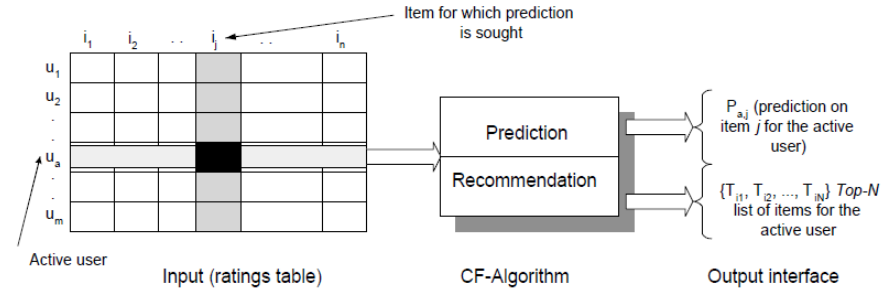 Item for which prediction
is sought
i1 i2 . . ij . . in
u1
u2
.
.
ua
.
.
um
Active user
Prediction
Recommendation
Pa,j (prediction on
item j for the active
user)
{Ti1, Ti2, ..., TiN} Top-N
list of items for the
active user
Input (ratings table) CF-Algorithm Output interface